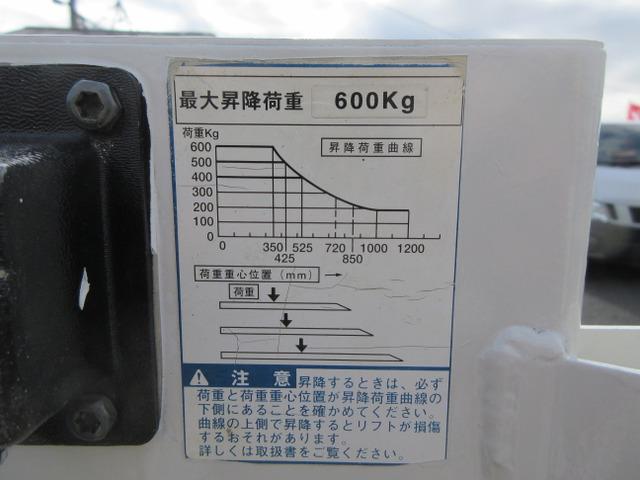 最大昇降荷重 600Kg
荷重Kg
昇降荷重曲線
600
500
400
300
200
100
0
0 350 525 720 1000 1200
425 850
荷重重心位置(mm) →
荷重
⚠ 注意 昇降するときは、必ず
荷重と荷重重心位置が昇降荷重曲線の
下側にあることを確かめてください。
曲線の上側で昇降するとリフトが損傷
するおそれがあります。
詳しくは取扱書をご覧ください。